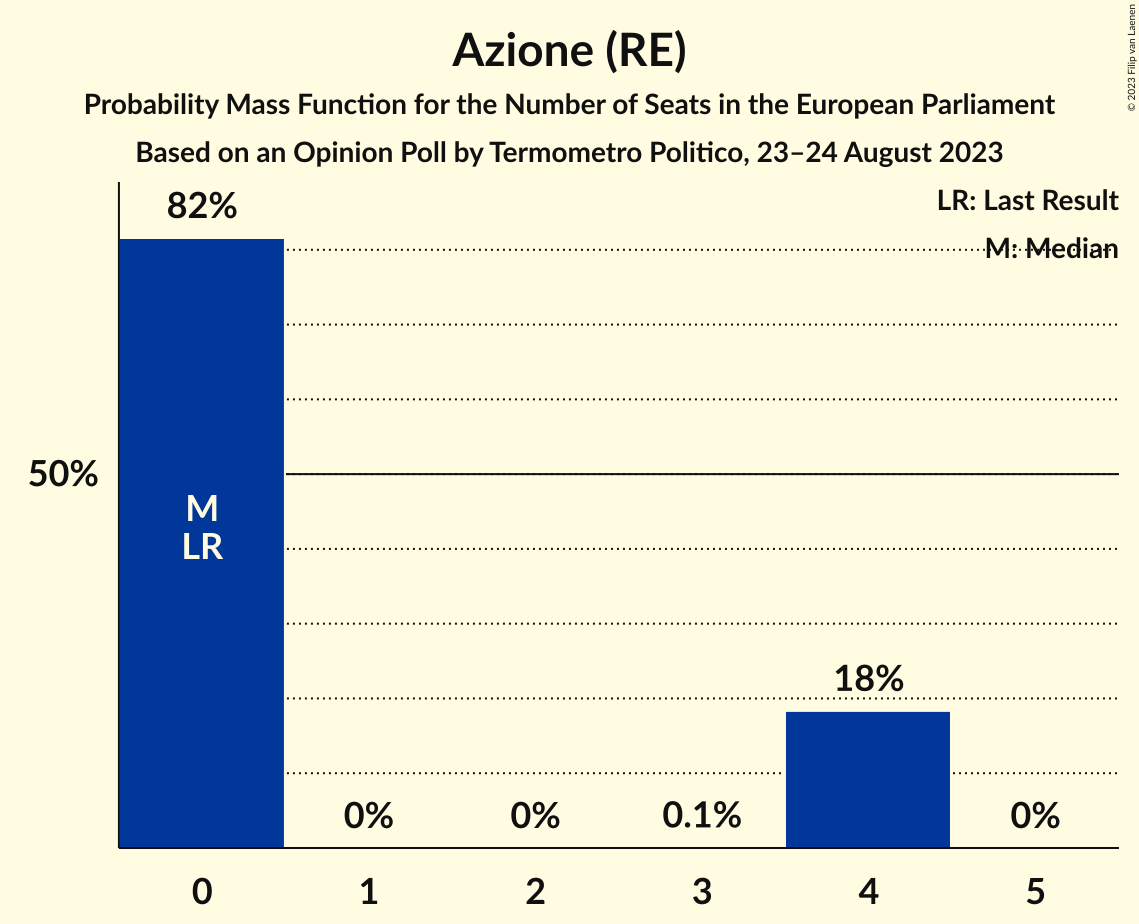 Azione (RE)
Probability Mass Function for the Number of Seats in the European Parliament
Based on an Opinion Poll by Termometro Politico, 23–24 August 2023
© 2023 Filip van Laenen
LR: Last Result
M: Median
82%
50%
M
LR
18%
0%
0%
0.1%
0%
0
1
2
3
4
5